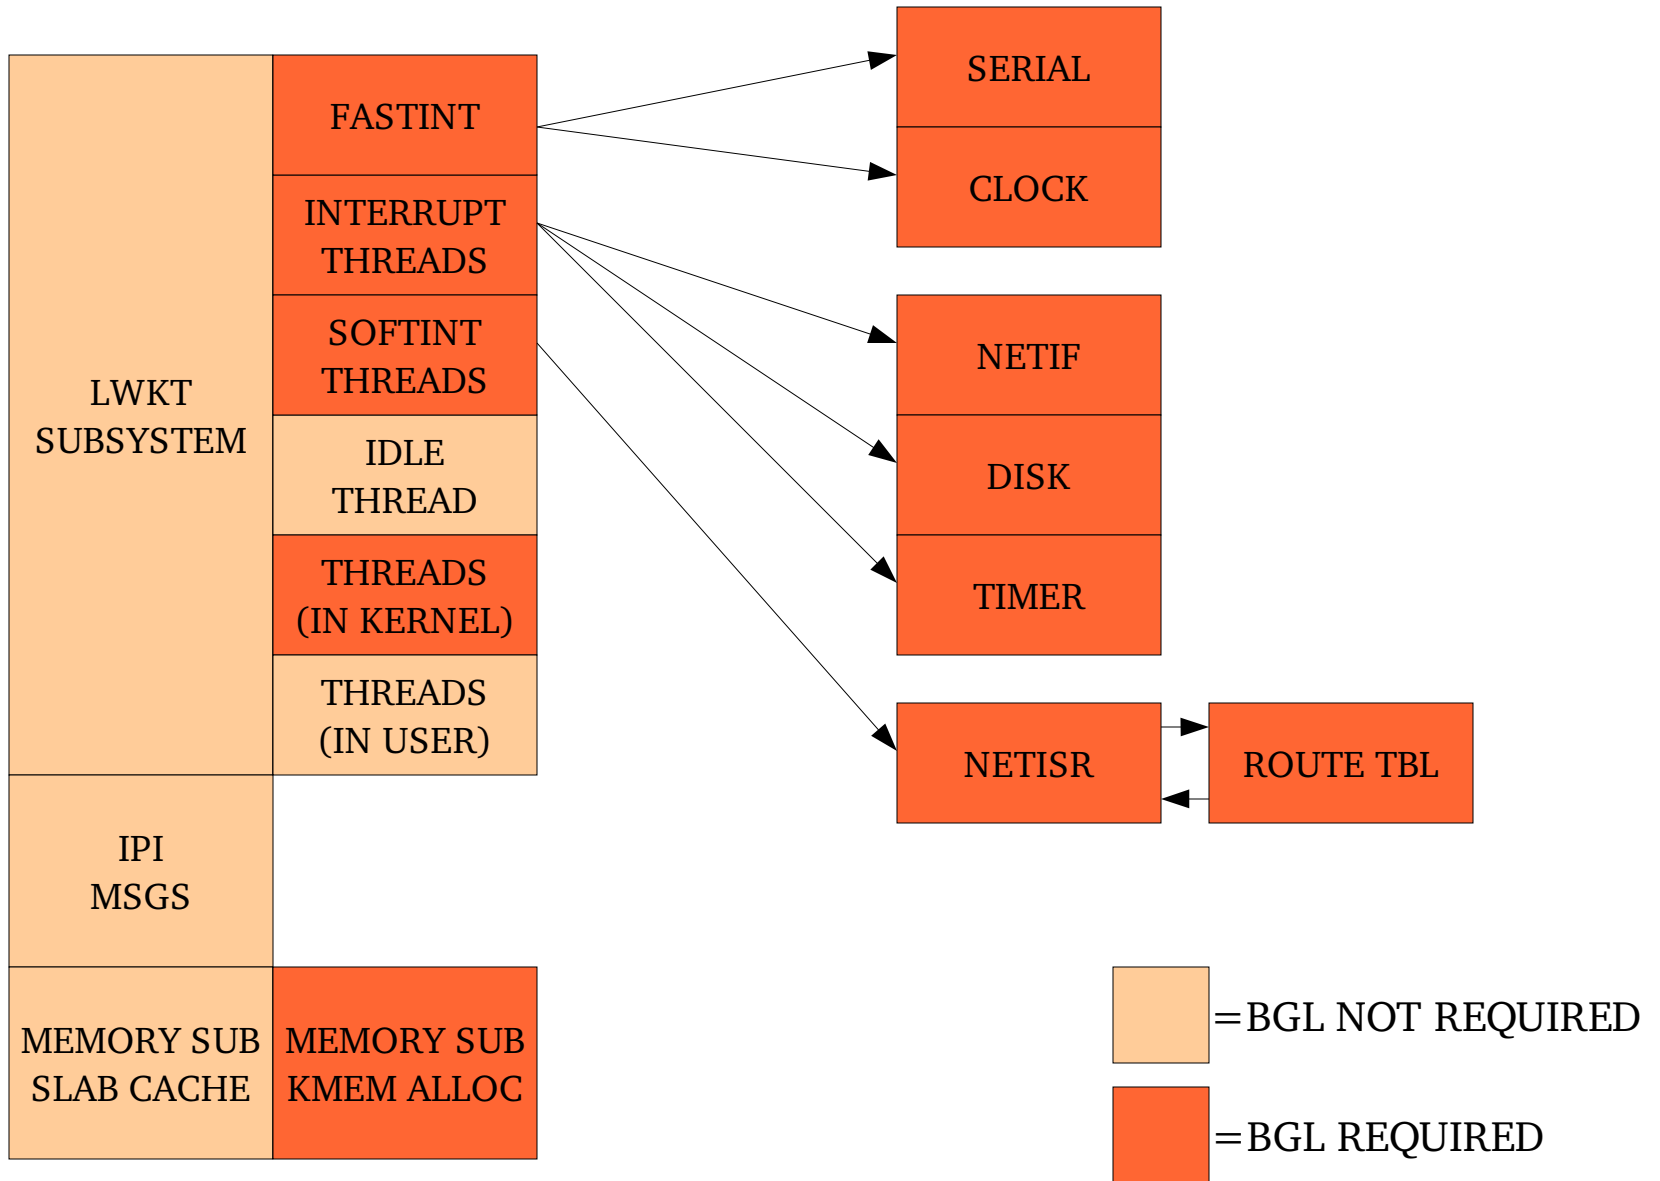 LWKT
SUBSYSTEM
FASTINT
INTERRUPT
THREADS
SOFTINT
THREADS
IDLE
THREAD
THREADS
(IN KERNEL)
THREADS
(IN USER)
IPI
MSGS
MEMORY SUB
SLAB CACHE
MEMORY SUB
KMEM ALLOC
SERIAL
CLOCK
NETIF
DISK
TIMER
NETISR
ROUTE TBL
=BGL NOT REQUIRED
=BGL REQUIRED